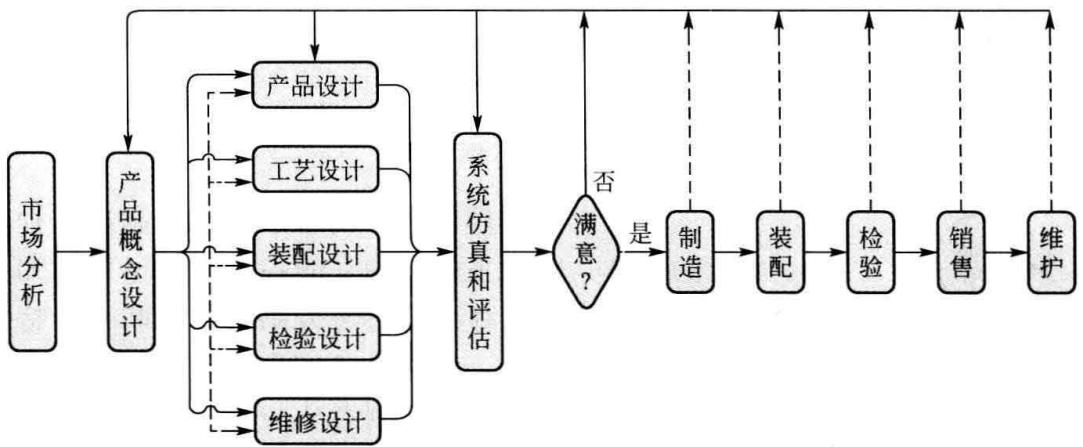 市场分析
产品概念设计
产品设计
工艺设计
装配设计
检验设计
维修设计
系统仿真和评估
满意？
否
是
制造
装配
检验
销售
维护